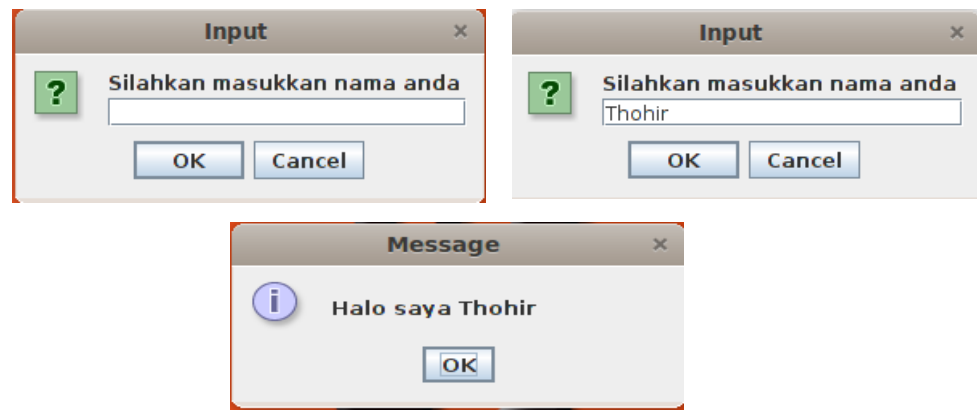 Input ×
Silahkan masukkan nama anda
OK Cancel
Input ×
Silahkan masukkan nama anda
Thohir
OK Cancel
Message ×
Halo saya Thohir
OK